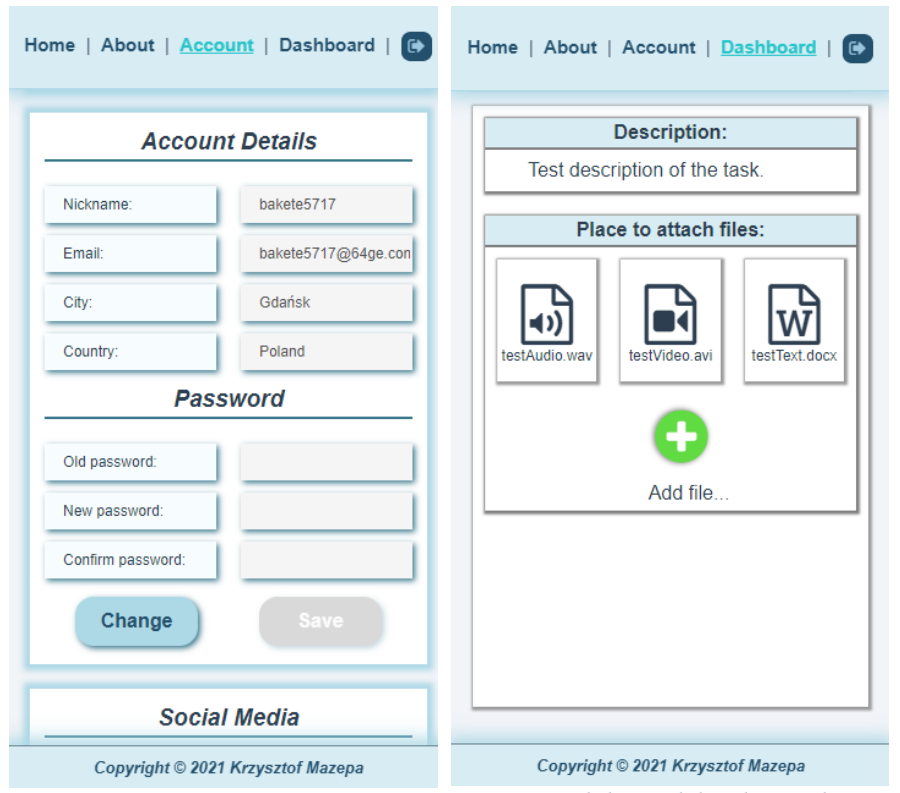 Home | About | Account | Dashboard |
Account Details
Nickname: bakete5717
Email: bakete5717@64ge.com
City: Gdańsk
Country: Poland
Password
Old password:
New password:
Confirm password:
Change Save
Social Media
Copyright © 2021 Krzysztof Mazepa
Home | About | Account | Dashboard |
Description:
Test description of the task.
Place to attach files:
W
testAudio.wav testVideo.avi testText.docx
Add file...
Copyright © 2021 Krzysztof Mazepa